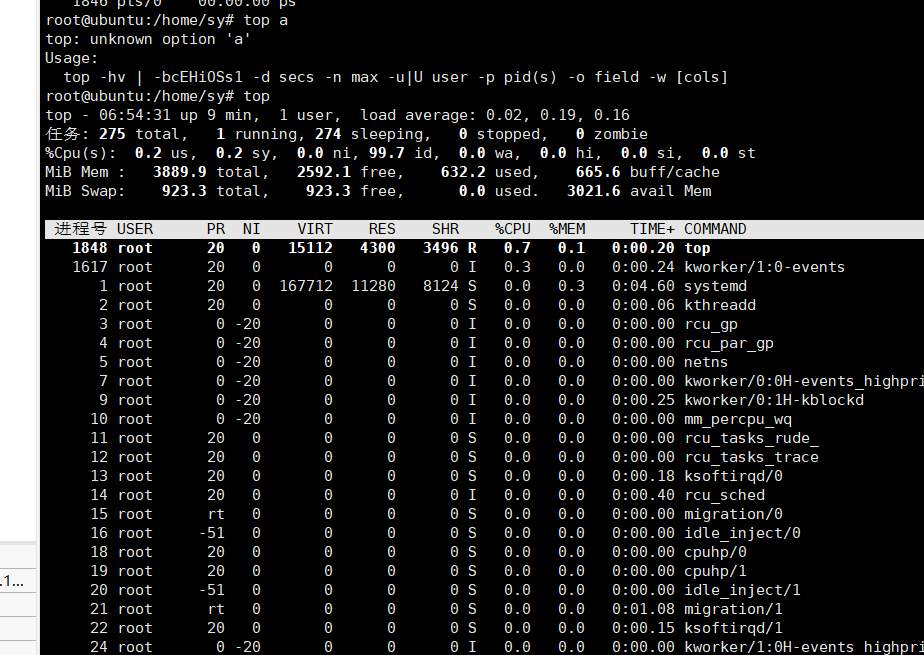 1846 pts/0    00:00:00 ps
root@ubuntu:/home/sy# top a
top: unknown option 'a'
Usage:
  top -hv | -bcEHiOSs1 -d secs -n max -u|U user -p pid(s) -o field -w [cols]
root@ubuntu:/home/sy# top
top - 06:54:31 up 9 min,  1 user,  load average: 0.02, 0.19, 0.16
任务: 275 total,   1 running, 274 sleeping,   0 stopped,   0 zombie
%Cpu(s):  0.2 us,  0.2 sy,  0.0 ni, 99.7 id,  0.0 wa,  0.0 hi,  0.0 si,  0.0 st
MiB Mem :   3889.9 total,   2592.1 free,    632.2 used,    665.6 buff/cache
MiB Swap:    923.3 total,    923.3 free,      0.0 used.   3021.6 avail Mem
进程号 USER      PR  NI    VIRT    RES    SHR    %CPU  %MEM     TIME+ COMMAND
1848 root      20   0   15112   4300   3496 R   0.7   0.1   0:00.20 top
1617 root      20   0       0      0      0 I   0.3   0.0   0:00.24 kworker/1:0-events
1 root      20   0  167712  11280   8124 S   0.0   0.3   0:04.60 systemd
2 root      20   0       0      0      0 S   0.0   0.0   0:00.06 kthreadd
3 root       0 -20       0      0      0 I   0.0   0.0   0:00.00 rcu_gp
4 root       0 -20       0      0      0 I   0.0   0.0   0:00.00 rcu_par_gp
5 root       0 -20       0      0      0 I   0.0   0.0   0:00.00 netns
7 root       0 -20       0      0      0 I   0.0   0.0   0:00.00 kworker/0:0H-events_highpri
9 root       0 -20       0      0      0 I   0.0   0.0   0:00.25 kworker/0:1H-kblockd
10 root       0 -20       0      0      0 I   0.0   0.0   0:00.00 mm_percpu_wq
11 root      20   0       0      0      0 S   0.0   0.0   0:00.00 rcu_tasks_rude_
12 root      20   0       0      0      0 S   0.0   0.0   0:00.00 rcu_tasks_trace
13 root      20   0       0      0      0 S   0.0   0.0   0:00.18 ksoftirqd/0
14 root      20   0       0      0      0 I   0.0   0.0   0:00.40 rcu_sched
15 root      rt   0       0      0      0 S   0.0   0.0   0:00.00 migration/0
16 root     -51   0       0      0      0 S   0.0   0.0   0:00.00 idle_inject/0
18 root      20   0       0      0      0 S   0.0   0.0   0:00.00 cpuhp/0
19 root      20   0       0      0      0 S   0.0   0.0   0:00.00 cpuhp/1
.1...
20 root     -51   0       0      0      0 S   0.0   0.0   0:00.00 idle_inject/1
21 root      rt   0       0      0      0 S   0.0   0.0   0:01.08 migration/1
22 root      20   0       0      0      0 S   0.0   0.0   0:00.15 ksoftirqd/1
24 root       0 -20       0      0      0 I   0.0   0.0   0:00.00 kworker/1:0H-events_highpri